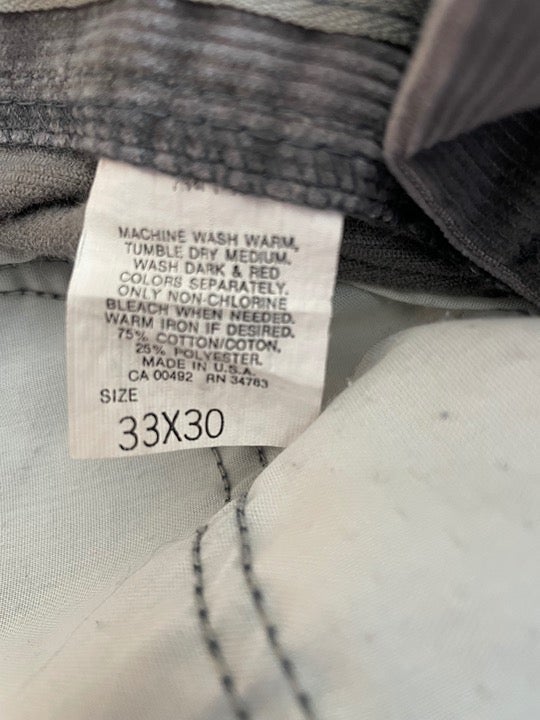 MACHINE WASH WARM,
TUMBLE DRY MEDIUM.
WASH DARK & RED
COLORS SEPARATELY.
ONLY NON-CHLORINE
BLEACH WHEN NEEDED.
WARM IRON IF DESIRED.
75% COTTON/COTON,
25% POLYESTER.
MADE IN U.S.A.
CA 00492 RN 34783
SIZE
33X30